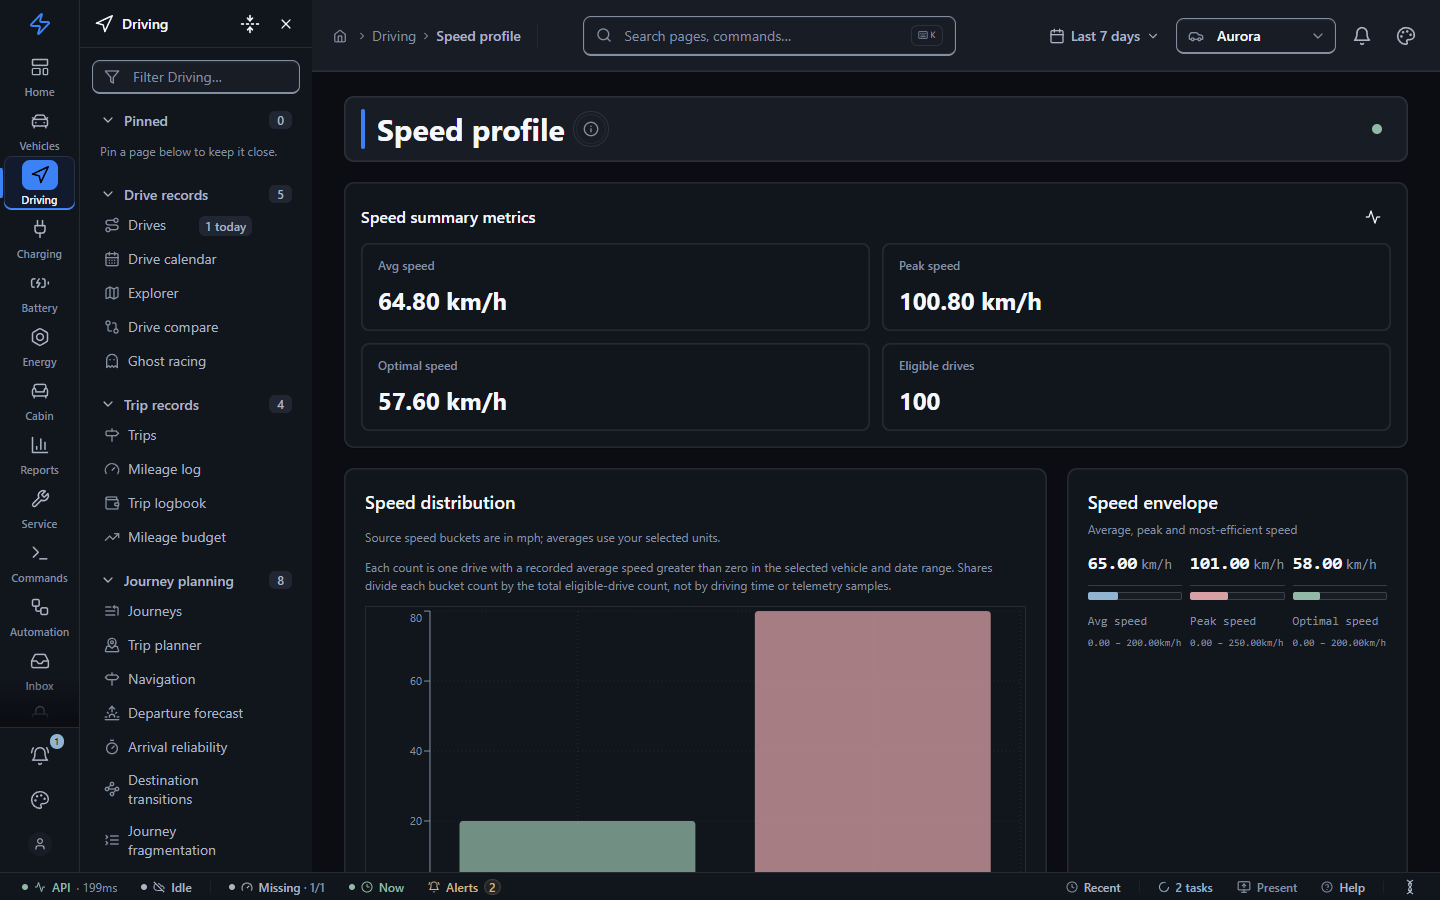 Home
Vehicles
Driving
Charging
Battery
Energy
Cabin
Reports
Service
Commands
Automation
Inbox
1
Driving
Filter Driving...
Pinned 0
Pin a page below to keep it close.
Drive records 5
Drives 1 today
Drive calendar
Explorer
Drive compare
Ghost racing
Trip records 4
Trips
Mileage log
Trip logbook
Mileage budget
Journey planning 8
Journeys
Trip planner
Navigation
Departure forecast
Arrival reliability
Destination
transitions
Journey
fragmentation
Driving Speed profile
Search pages, commands... K
Last 7 days
Aurora
Speed profile
Speed summary metrics
Avg speed
64.80 km/h
Peak speed
100.80 km/h
Optimal speed
57.60 km/h
Eligible drives
100
Speed distribution
Source speed buckets are in mph; averages use your selected units.
Each count is one drive with a recorded average speed greater than zero in the selected vehicle and date range. Shares
divide each bucket count by the total eligible-drive count, not by driving time or telemetry samples.
80
60
40
20
Speed envelope
Average, peak and most-efficient speed
65.00 km/h 101.00 km/h 58.00 km/h
Avg speed Peak speed Optimal speed
0.00 – 200.00km/h 0.00 – 250.00km/h 0.00 – 200.00km/h
API · 199ms
Idle
Missing · 1/1
Now
Alerts 2
Recent
2 tasks
Present
Help